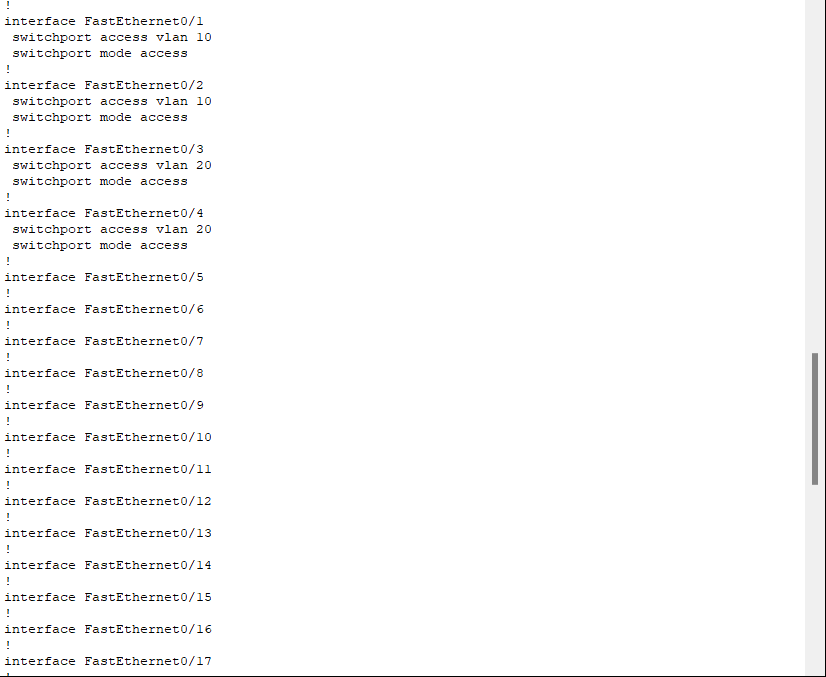 !
interface FastEthernet0/1
 switchport access vlan 10
 switchport mode access
!
interface FastEthernet0/2
 switchport access vlan 10
 switchport mode access
!
interface FastEthernet0/3
 switchport access vlan 20
 switchport mode access
!
interface FastEthernet0/4
 switchport access vlan 20
 switchport mode access
!
interface FastEthernet0/5
!
interface FastEthernet0/6
!
interface FastEthernet0/7
!
interface FastEthernet0/8
!
interface FastEthernet0/9
!
interface FastEthernet0/10
!
interface FastEthernet0/11
!
interface FastEthernet0/12
!
interface FastEthernet0/13
!
interface FastEthernet0/14
!
interface FastEthernet0/15
!
interface FastEthernet0/16
!
interface FastEthernet0/17
!